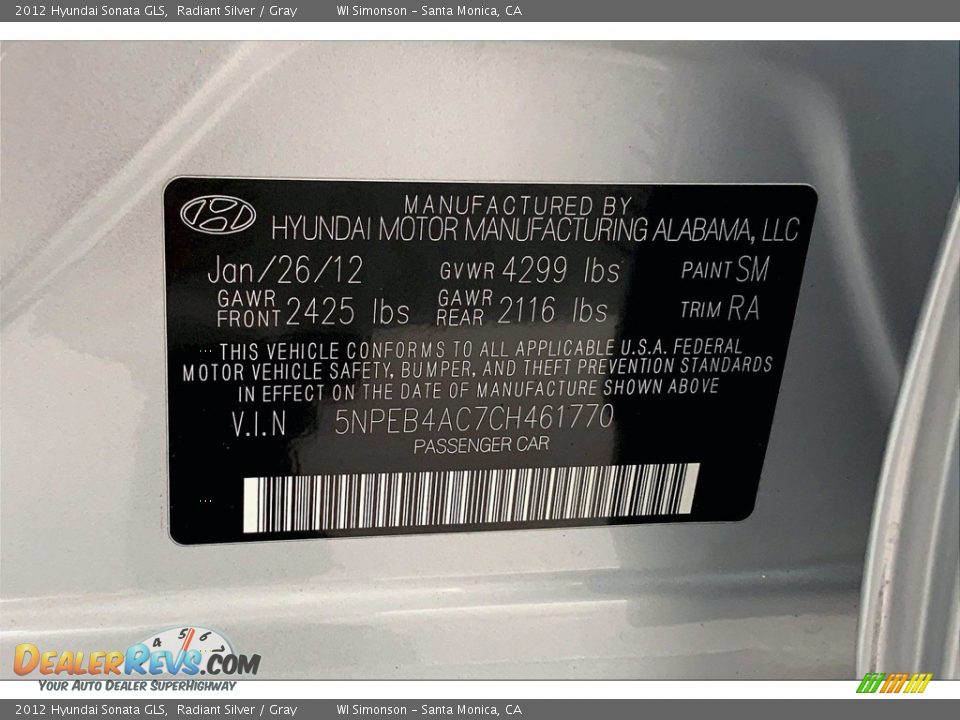 2012 Hyundai Sonata GLS,  Radiant Silver / Gray        WI Simonson - Santa Monica, CA
MANUFACTURED BY
HYUNDAI MOTOR MANUFACTURING ALABAMA, LLC
Jan/26/12 GVWR 4299 lbs PAINT SM
GAWR FRONT 2425 lbs GAWR REAR 2116 lbs TRIM RA
THIS VEHICLE CONFORMS TO ALL APPLICABLE U.S.A. FEDERAL
MOTOR VEHICLE SAFETY, BUMPER, AND THEFT PREVENTION STANDARDS
IN EFFECT ON THE DATE OF MANUFACTURE SHOWN ABOVE
V.I.N 5NPEB4AC7CH461770
PASSENGER CAR
4 5 6
DEALERREVS.COM
YOUR AUTO DEALER SUPERHIGHWAY
2012 Hyundai Sonata GLS,  Radiant Silver / Gray        WI Simonson - Santa Monica, CA